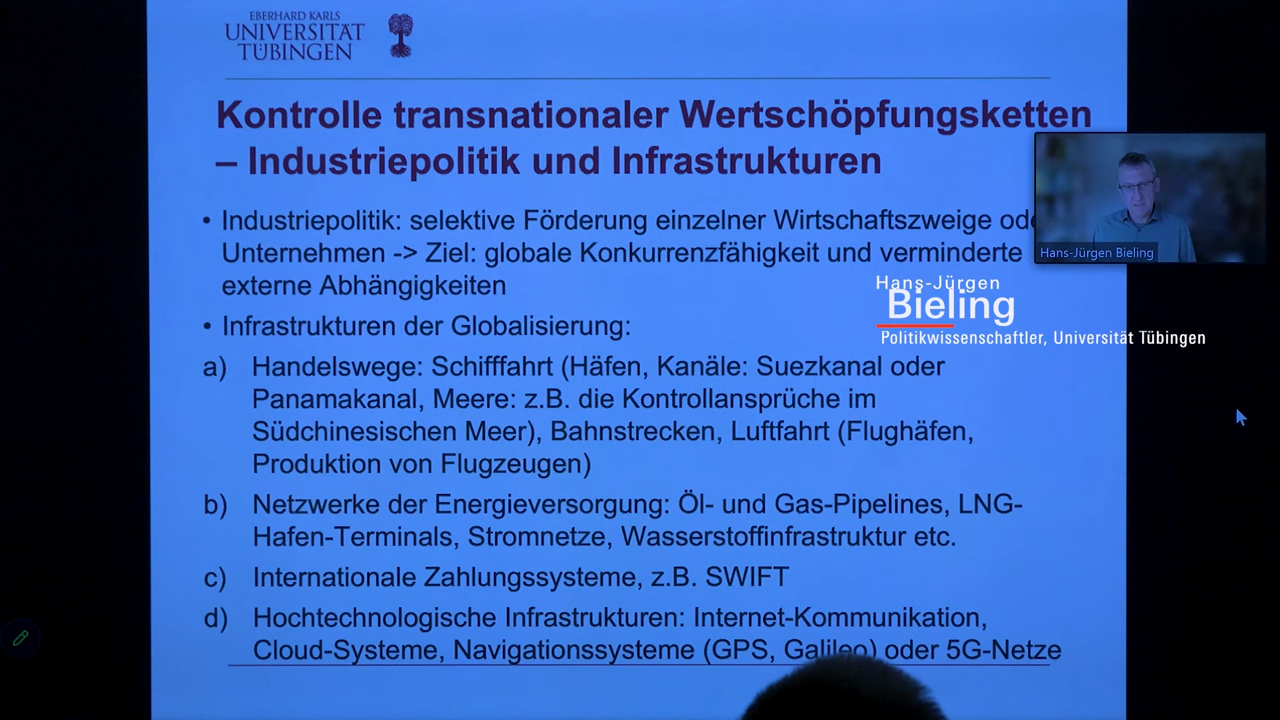 EBERHARD KARLS
UNIVERSITÄT
TÜBINGEN
Kontrolle transnationaler Wertschöpfungsketten
– Industriepolitik und Infrastrukturen
• Industriepolitik: selektive Förderung einzelner Wirtschaftszweige ode
Unternehmen -> Ziel: globale Konkurrenzfähigkeit und verminderte
externe Abhängigkeiten
• Infrastrukturen der Globalisierung:
a) Handelswege: Schifffahrt (Häfen, Kanäle: Suezkanal oder
Panamakanal, Meere: z.B. die Kontrollansprüche im
Südchinesischen Meer), Bahnstrecken, Luftfahrt (Flughäfen,
Produktion von Flugzeugen)
b) Netzwerke der Energieversorgung: Öl- und Gas-Pipelines, LNG-
Hafen-Terminals, Stromnetze, Wasserstoffinfrastruktur etc.
c) Internationale Zahlungssysteme, z.B. SWIFT
d) Hochtechnologische Infrastrukturen: Internet-Kommunikation,
Cloud-Systeme, Navigationssysteme (GPS, Galileo) oder 5G-Netze
Hans-Jürgen Bieling
Hans-Jürgen
Bieling
Politikwissenschaftler, Universität Tübingen